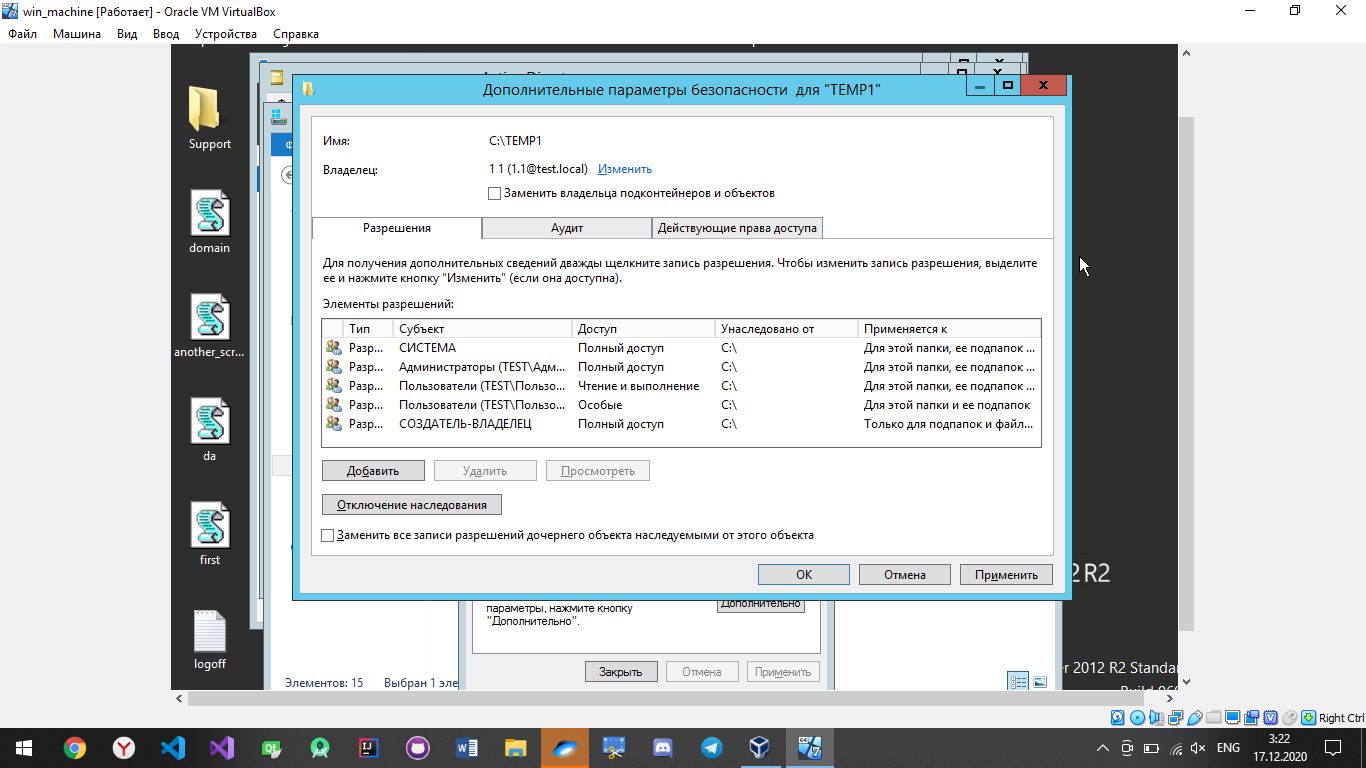 win_machine [Работает] - Oracle VM VirtualBox
Файл Машина Вид Ввод Устройства Справка
Дополнительные параметры безопасности для "TEMP1"
Имя: C:\TEMP1
Владелец: 1 1 (1.1@test.local) Изменить
Заменить владельца подконтейнеров и объектов
Разрешения Аудит Действующие права доступа
Для получения дополнительных сведений дважды щелкните запись разрешения. Чтобы изменить запись разрешения, выделите
ее и нажмите кнопку "Изменить" (если она доступна).
Элементы разрешений:
Тип Субъект Доступ Унаследовано от Применяется к
Разр... СИСТЕМА Полный доступ C:\ Для этой папки, ее подпапок ...
Разр... Администраторы (TEST\Адм... Полный доступ C:\ Для этой папки, ее подпапок ...
Разр... Пользователи (TEST\Пользо... Чтение и выполнение C:\ Для этой папки, ее подпапок ...
Разр... Пользователи (TEST\Пользо... Особые C:\ Для этой папки и ее подпапок
Разр... СОЗДАТЕЛЬ-ВЛАДЕЛЕЦ Полный доступ C:\ Только для подпапок и файл...
Добавить Удалить Просмотреть
Отключение наследования
Заменить все записи разрешений дочернего объекта наследуемыми от этого объекта
OK Отмена Применить
Support
domain
another_scr...
da
first
logoff
2 R2
параметры, нажмите кнопку
"Дополнительно".
Дополнительно
Закрыть Отмена Применить
Элементов: 15 Выбран 1 эле
r 2012 R2 Standa
Right Ctrl
ENG
3:22
17.12.2020